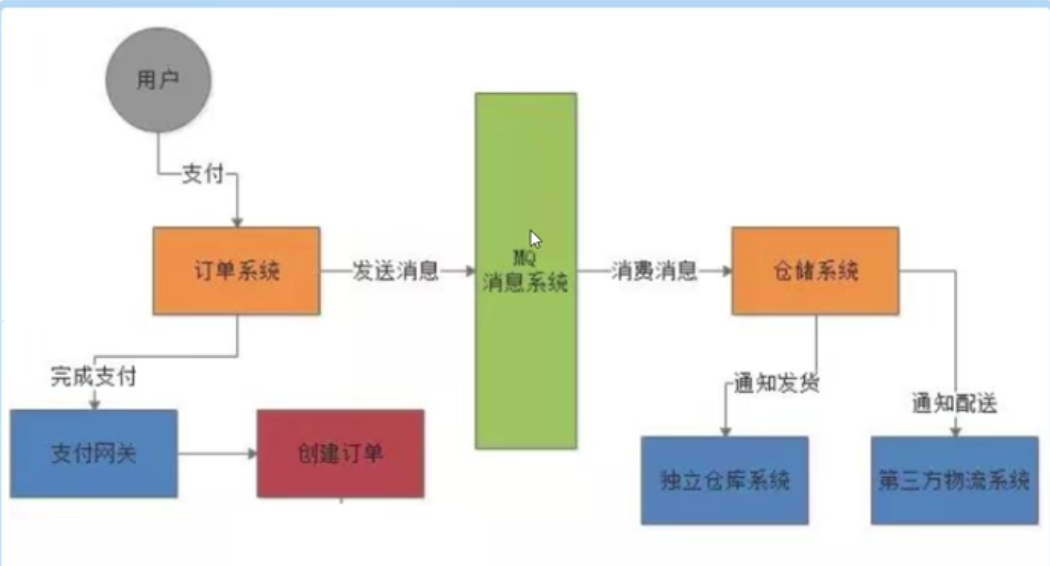 用户
支付
订单系统
发送消息
MQ
消息系统
消费消息
仓储系统
完成支付
通知发货
通知配送
支付网关
创建订单
独立仓库系统
第三方物流系统